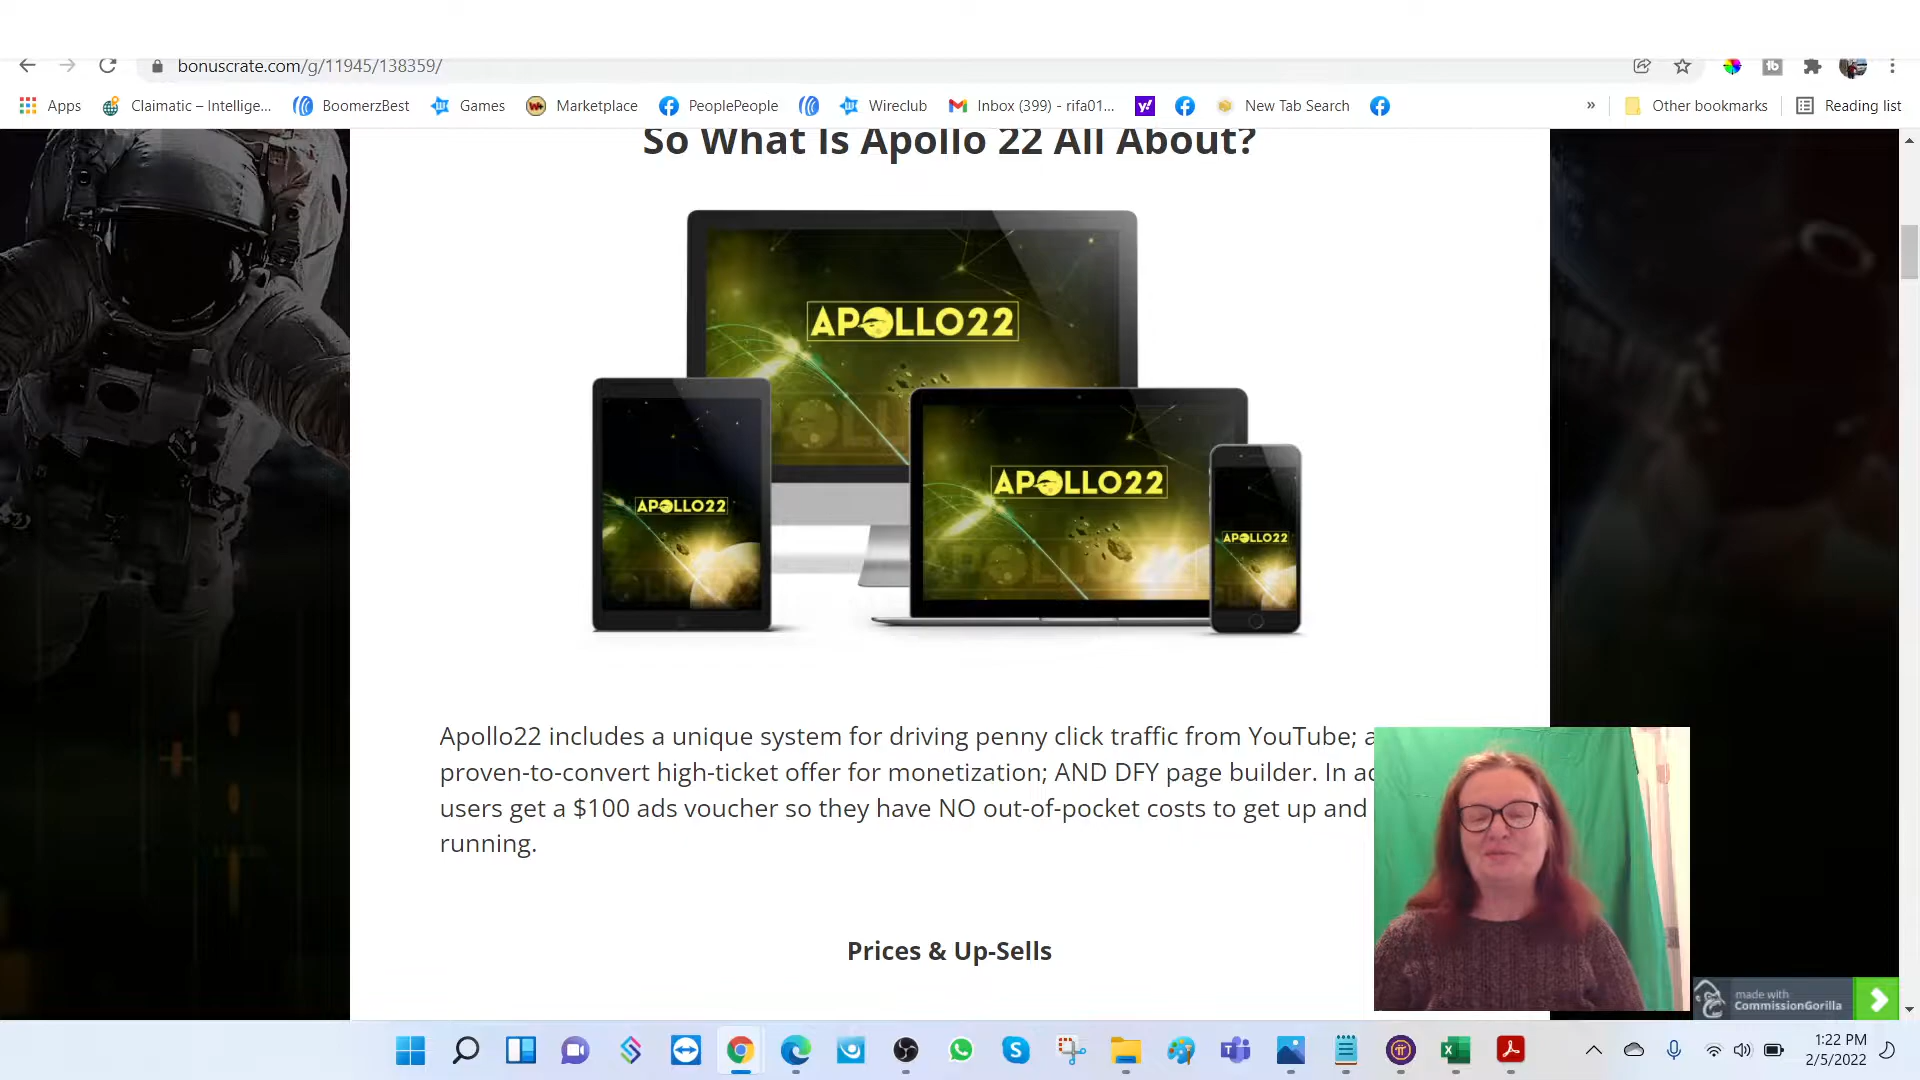 bonuscrate.com/g/11945/138359/
Apps
Claimatic – Intellige...
BoomerzBest
Games
Marketplace
PeoplePeople
Wireclub
Inbox (399) - rifa01...
New Tab Search
»
Other bookmarks
Reading list
So What Is Apollo 22 All About?
APOLLO22
APOLLO22
APOLLO22
APOLLO22
Apollo22 includes a unique system for driving penny click traffic from YouTube; a
proven-to-convert high-ticket offer for monetization; AND DFY page builder. In ad
users get a $100 ads voucher so they have NO out-of-pocket costs to get up and
running.
Prices & Up-Sells
made with
CommissionGorilla
1:22 PM
2/5/2022